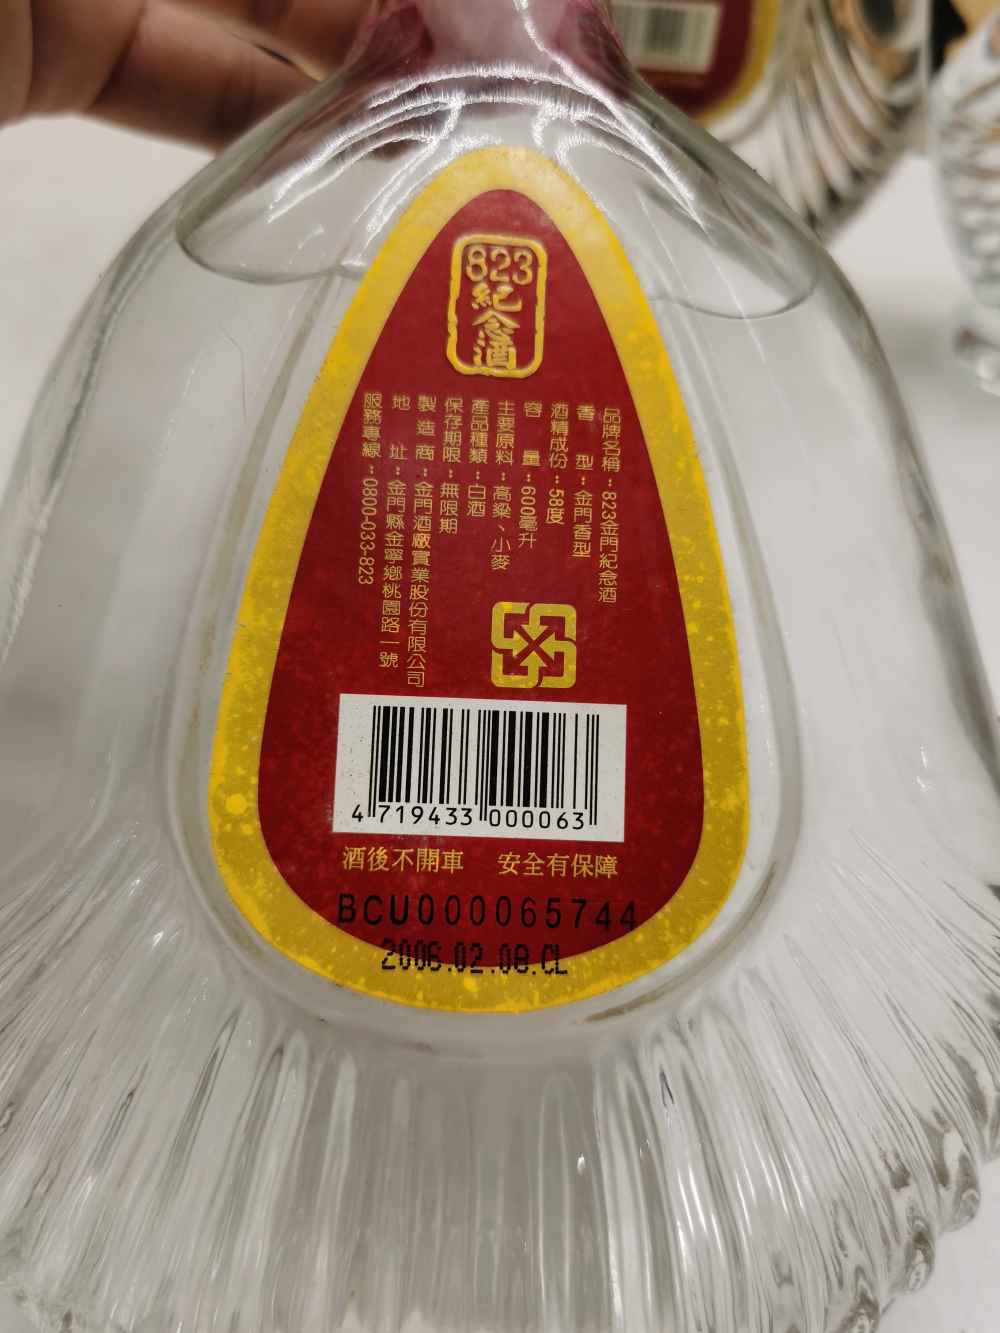 823
紀念酒
品牌名稱：823金門紀念酒
香型：金門香型
酒精成份：58度
容量：600毫升
主要原料：高粱、小麥
產品種類：白酒
保存期限：無限期
製造商：金門酒廠實業股份有限公司
地址：金門縣金寧鄉桃園路一號
服務專線：0800-033-823
4 719433 000063
酒後不開車 安全有保障
BCU000065744
2006.02.08.CL